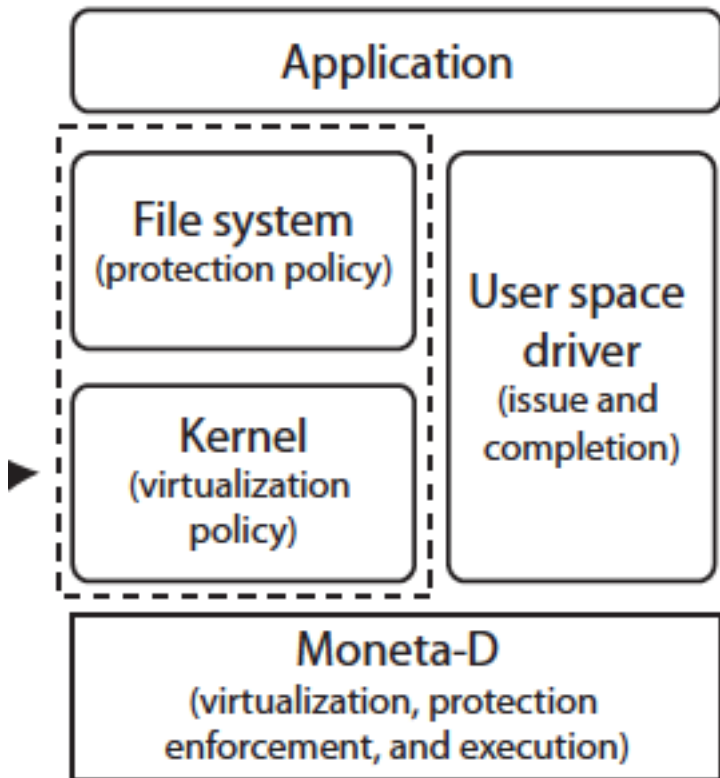 Application
File system
(protection policy)
Kernel
(virtualization
policy)
User space
driver
(issue and
completion)
Moneta-D
(virtualization, protection
enforcement, and execution)